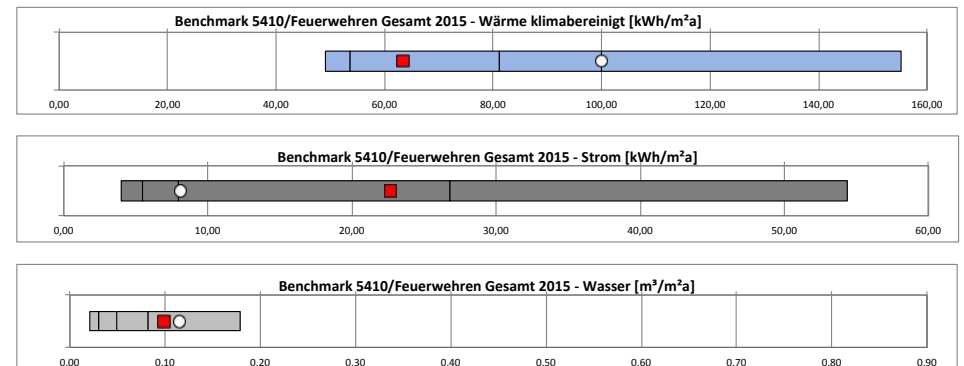 Benchmark 5410/Feuerwehren Gesamt 2015 - Wärme klimabereinigt [kWh/m²a]
0,00 20,00 40,00 60,00 80,00 100,00 120,00 140,00 160,00
Benchmark 5410/Feuerwehren Gesamt 2015 - Strom [kWh/m²a]
0,00 10,00 20,00 30,00 40,00 50,00 60,00
Benchmark 5410/Feuerwehren Gesamt 2015 - Wasser [m³/m²a]
0,00 0,10 0,20 0,30 0,40 0,50 0,60 0,70 0,80 0,90